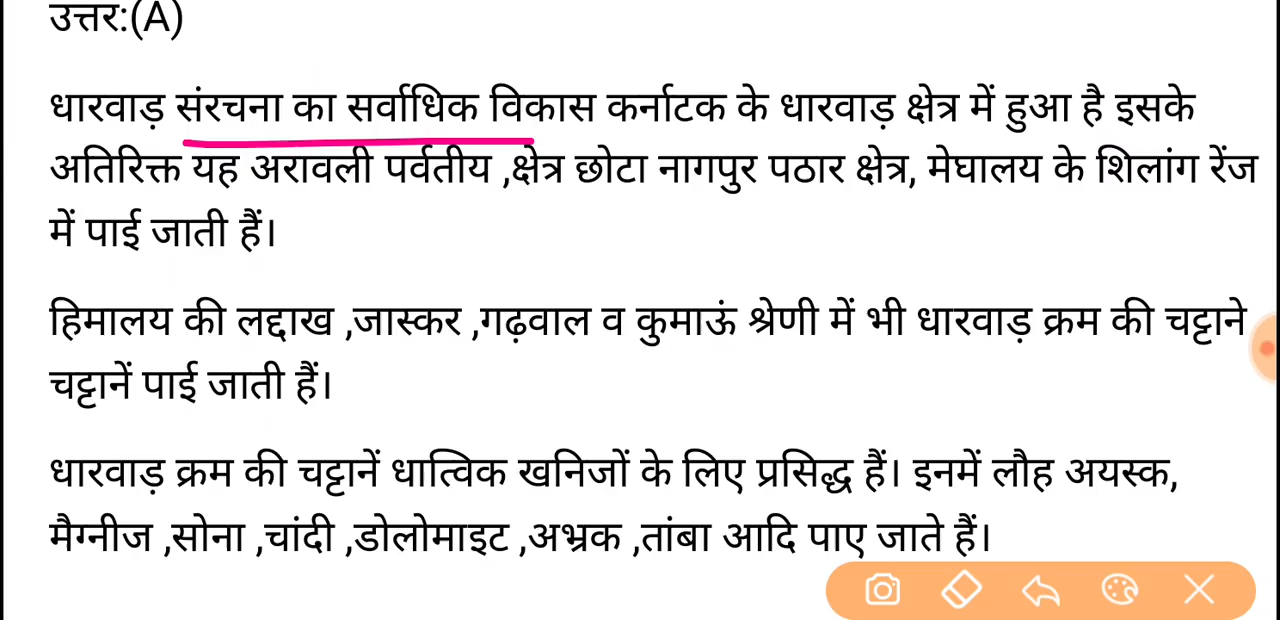 उत्तर:(A)
धारवाड़ संरचना का सर्वाधिक विकास कर्नाटक के धारवाड़ क्षेत्र में हुआ है इसके
अतिरिक्त यह अरावली पर्वतीय ,क्षेत्र छोटा नागपुर पठार क्षेत्र, मेघालय के शिलांग रेंज
में पाई जाती हैं।
हिमालय की लद्दाख ,जास्कर ,गढ़वाल व कुमाऊं श्रेणी में भी धारवाड़ क्रम की चट्टाने
चट्टानें पाई जाती हैं।
धारवाड़ क्रम की चट्टानें धात्विक खनिजों के लिए प्रसिद्ध हैं। इनमें लौह अयस्क,
मैग्नीज ,सोना ,चांदी ,डोलोमाइट ,अभ्रक ,तांबा आदि पाए जाते हैं।